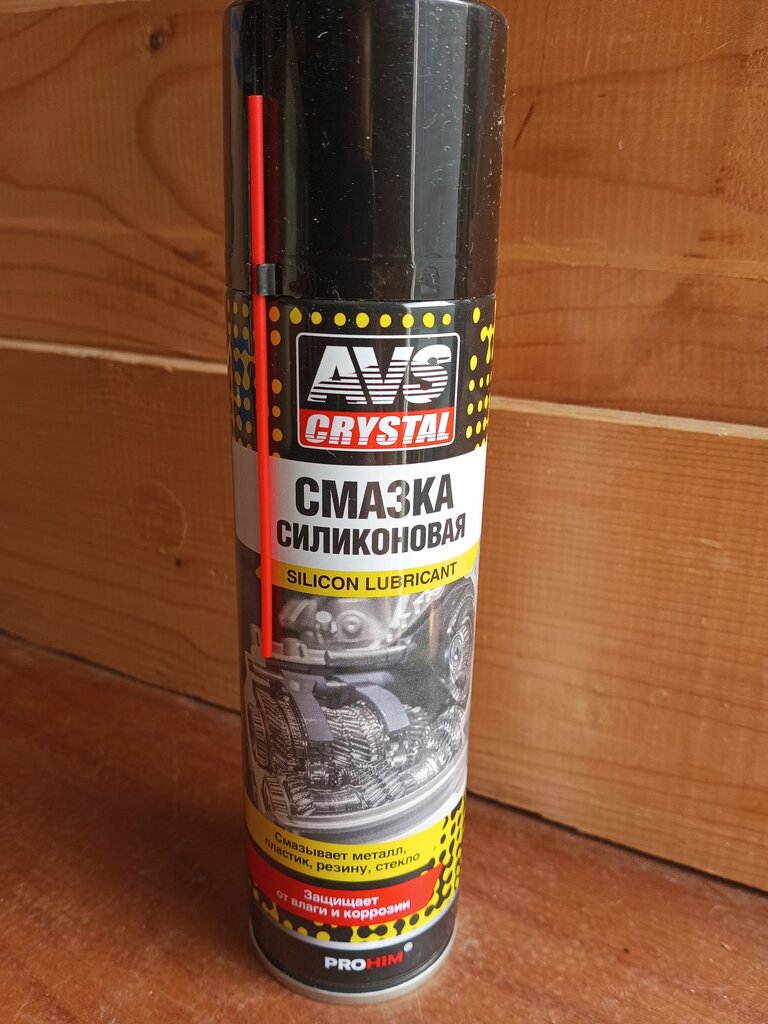 AVS
CRYSTAL
СМАЗКА
СИЛИКОНОВАЯ
SILICON LUBRICANT
Смазывает металл,
пластик, резину, стекло
Защищает
от влаги и коррозии
PROHIM®